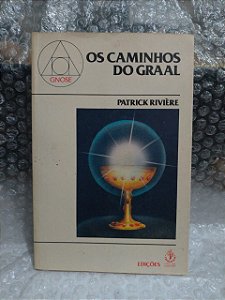 GNOSE
OS CAMINHOS
DO GRAAL
PATRICK RIVIÈRE
EDIÇÕES